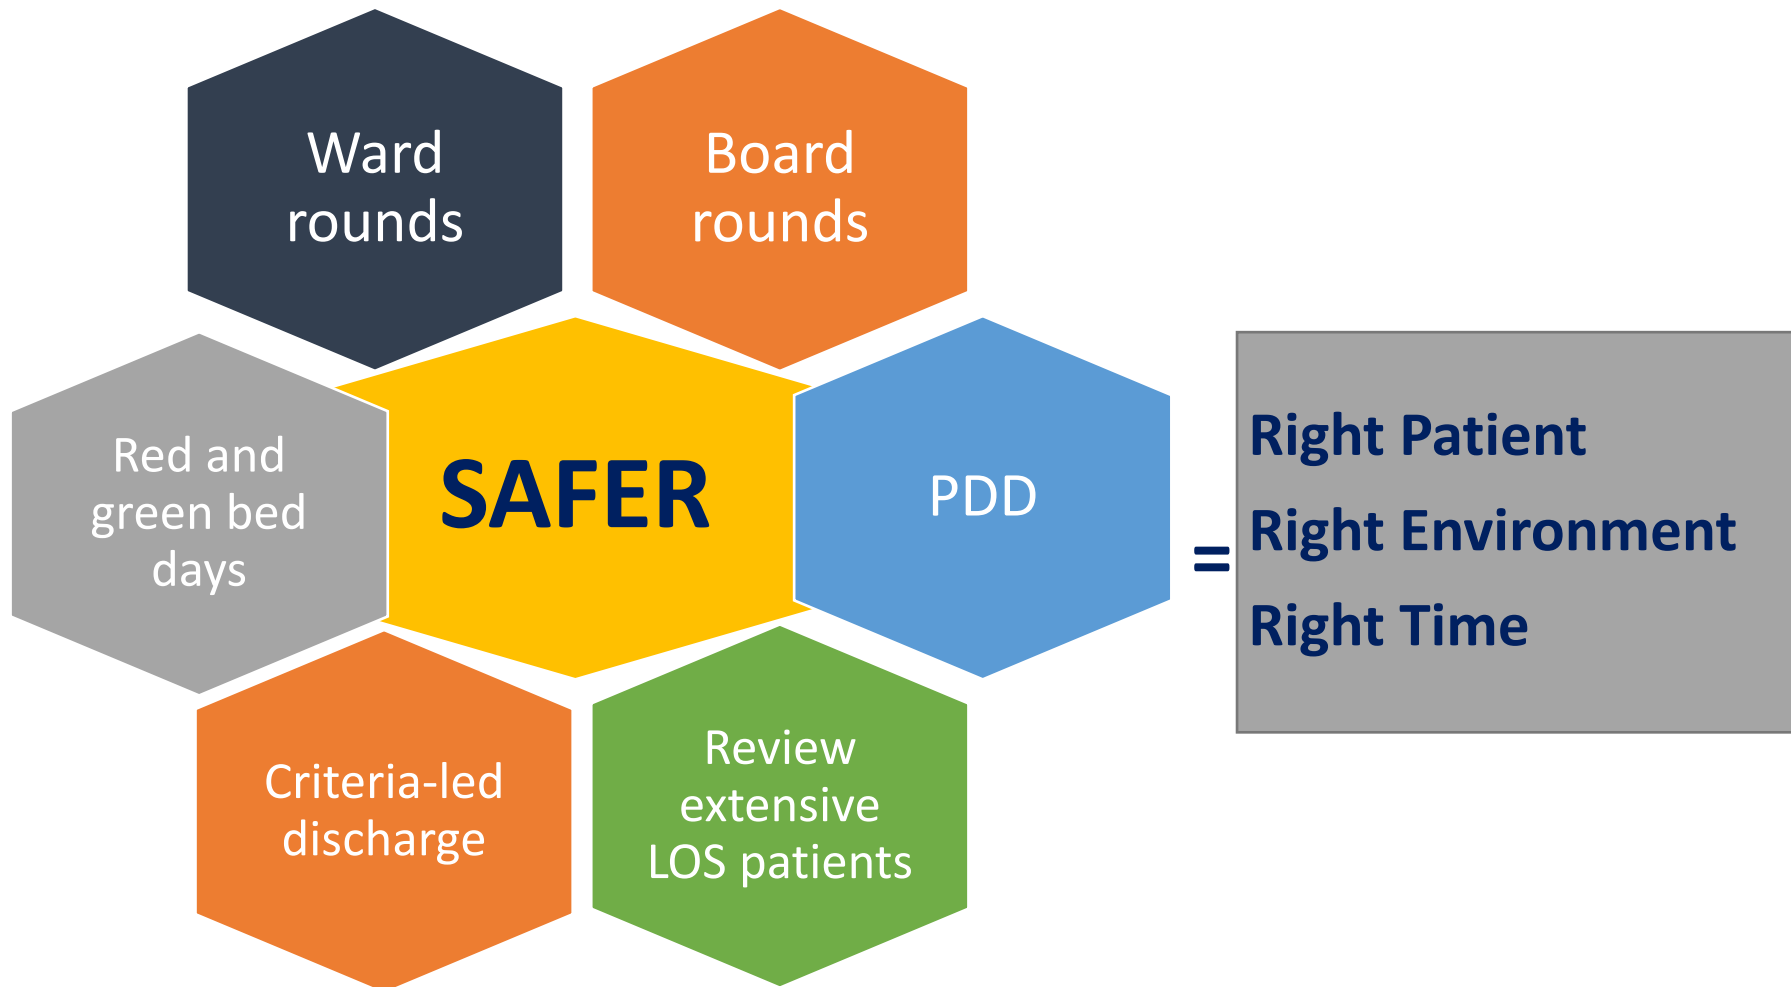 Ward
rounds
Board
rounds
Red and
green bed
days
SAFER
PDD
=
Right Patient
Right Environment
Right Time
Criteria-led
discharge
Review
extensive
LOS patients